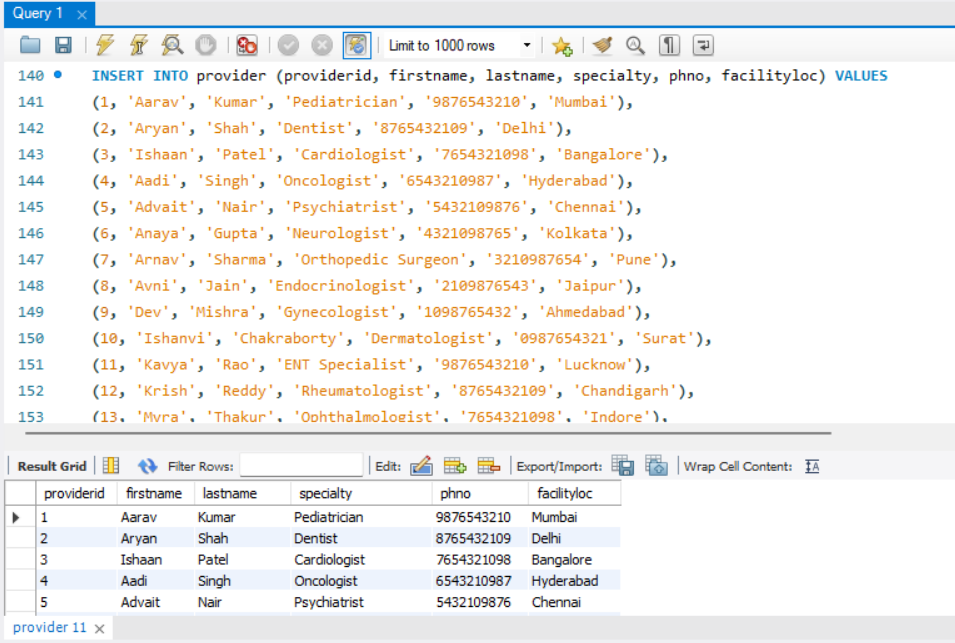 Query 1
Limit to 1000 rows
140 INSERT INTO provider (providerid, firstname, lastname, specialty, phno, facilityloc) VALUES
141 (1, 'Aarav', 'Kumar', 'Pediatrician', '9876543210', 'Mumbai'),
142 (2, 'Aryan', 'Shah', 'Dentist', '8765432109', 'Delhi'),
143 (3, 'Ishaan', 'Patel', 'Cardiologist', '7654321098', 'Bangalore'),
144 (4, 'Aadi', 'Singh', 'Oncologist', '6543210987', 'Hyderabad'),
145 (5, 'Advait', 'Nair', 'Psychiatrist', '5432109876', 'Chennai'),
146 (6, 'Anaya', 'Gupta', 'Neurologist', '4321098765', 'Kolkata'),
147 (7, 'Arnav', 'Sharma', 'Orthopedic Surgeon', '3210987654', 'Pune'),
148 (8, 'Avni', 'Jain', 'Endocrinologist', '2109876543', 'Jaipur'),
149 (9, 'Dev', 'Mishra', 'Gynecologist', '1098765432', 'Ahmedabad'),
150 (10, 'Ishanvi', 'Chakraborty', 'Dermatologist', '0987654321', 'Surat'),
151 (11, 'Kavya', 'Rao', 'ENT Specialist', '9876543210', 'Lucknow'),
152 (12, 'Krish', 'Reddy', 'Rheumatologist', '8765432109', 'Chandigarh'),
153 (13, 'Myra', 'Thakur', 'Ophthalmologist', '7654321098', 'Indore'),
Result Grid Filter Rows: Edit: Export/Import: Wrap Cell Content: IA
providerid firstname lastname specialty phno facilityloc
1 Aarav Kumar Pediatrician 9876543210 Mumbai
2 Aryan Shah Dentist 8765432109 Delhi
3 Ishaan Patel Cardiologist 7654321098 Bangalore
4 Aadi Singh Oncologist 6543210987 Hyderabad
5 Advait Nair Psychiatrist 5432109876 Chennai
provider 11